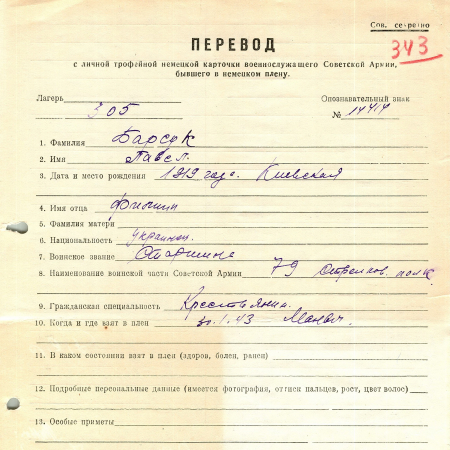 Сов. секретно
343
ПЕРЕВОД
с личной трофейной немецкой карточки военнослужащего Советской Армии,
бывшего в немецком плену.
Лагерь 305
Опознавательный знак
№
1. Фамилия Барсук
2. Имя Павел
3. Дата и место рождения 1919 года. Киевская
4. Имя отца
5. Фамилия матери
6. Национальность украинец
7. Воинское звание Старшина
8. Наименование воинской части Советской Армии 79 Стрелков. полк
9. Гражданская специальность Крестьянин.
10. Когда и где взят в плен 30.1.43
11. В каком состоянии взят в плен (здоров, болен, ранен)
12. Подробные персональные данные (имеется фотография, оттиск пальцев, рост, цвет волос)
13. Особые приметы